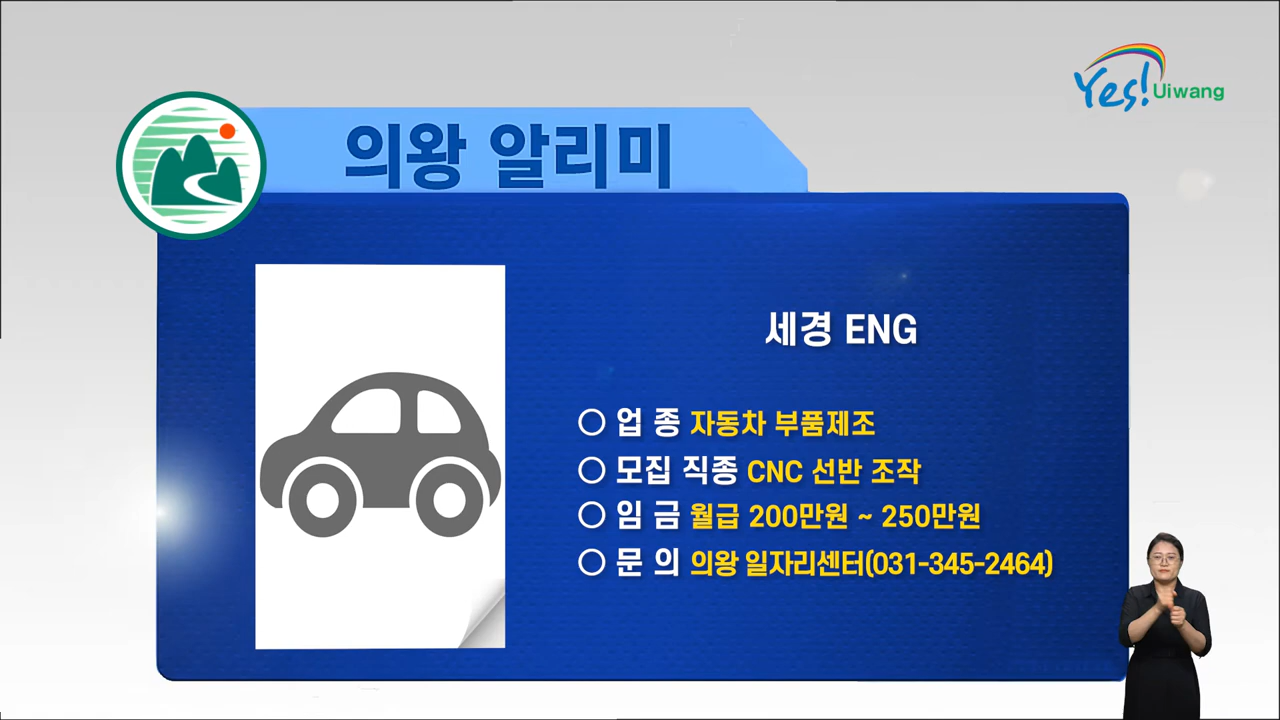 Yes! Uiwang
의왕 알리미
세경 ENG
○ 업 종 자동차 부품제조
○ 모집 직종 CNC 선반 조작
○ 임 금 월급 200만원 ~ 250만원
○ 문 의 의왕 일자리센터(031-345-2464)